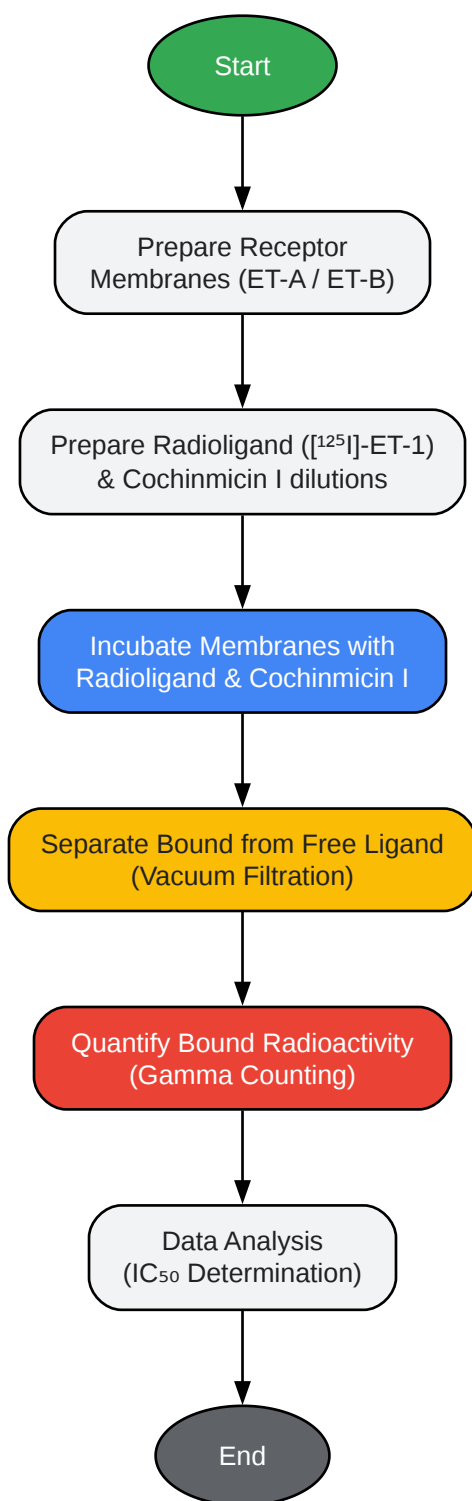 Start
Prepare Receptor
Membranes (ET-A / ET-B)
Prepare Radioligand ([¹²⁵I]-ET-1)
& Cochinmicin I dilutions
Incubate Membranes with
Radioligand & Cochinmicin I
Separate Bound from Free Ligand
(Vacuum Filtration)
Quantify Bound Radioactivity
(Gamma Counting)
Data Analysis
(IC₅₀ Determination)
End